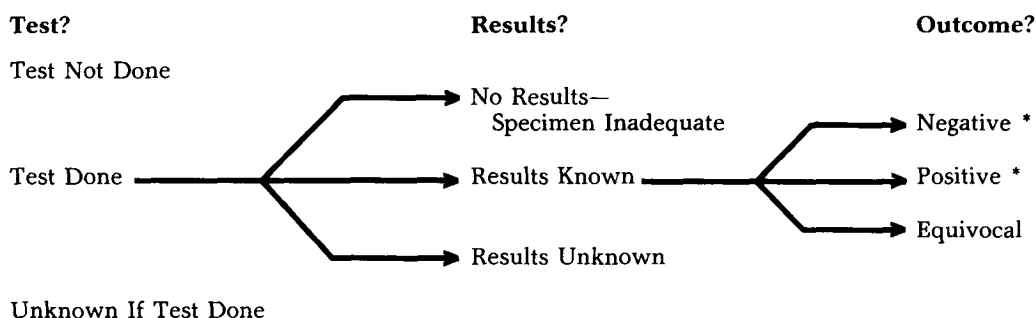 Test? Results? Outcome?
Test Not Done
No Results—
Specimen Inadequate
Negative *
Test Done Results Known Positive *
Equivocal
Results Unknown
Unknown If Test Done